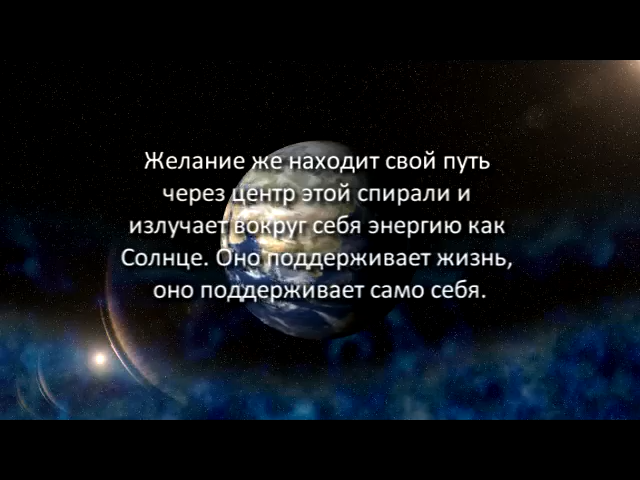 Желание же находит свой путь
через центр этой спирали и
излучает вокруг себя энергию как
Солнце. Оно поддерживает жизнь,
оно поддерживает само себя.